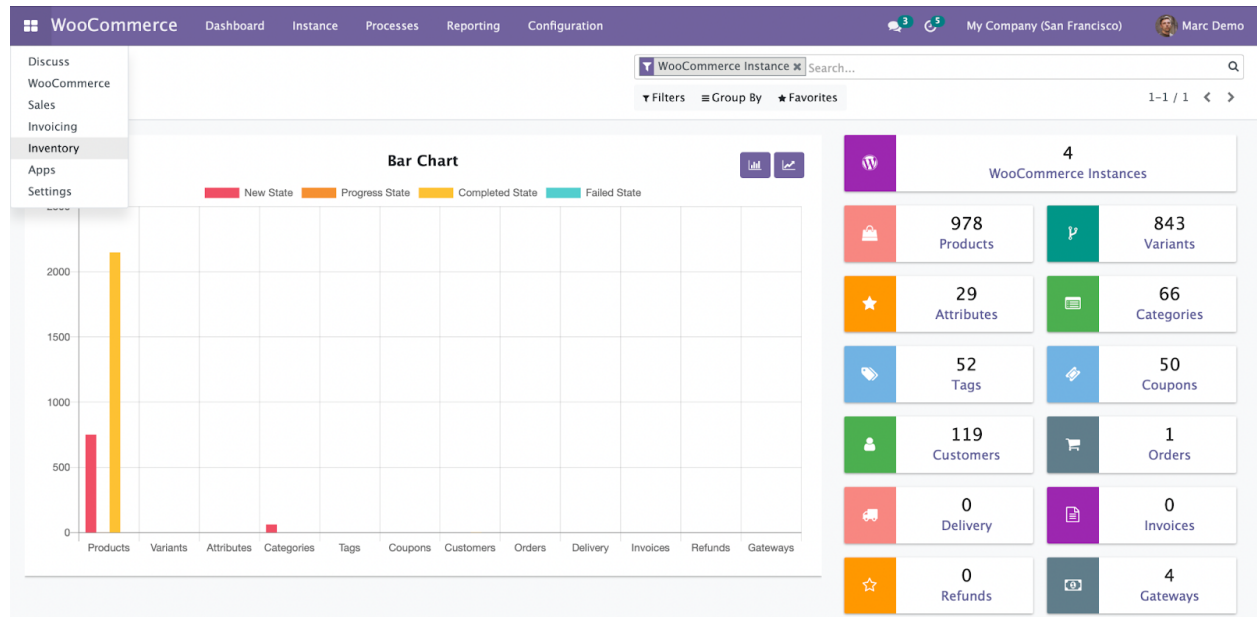 WooCommerce Dashboard Instance Processes Reporting Configuration 3 5 My Company (San Francisco) Marc Demo
Discuss
WooCommerce
Sales
Invoicing
Inventory
Apps
Settings
WooCommerce Instance × Search...
Filters Group By Favorites 1-1 / 1
Bar Chart
New State Progress State Completed State Failed State
2000
1500
1000
500
0
Products Variants Attributes Categories Tags Coupons Customers Orders Delivery Invoices Refunds Gateways
4
WooCommerce Instances
978
Products
843
Variants
29
Attributes
66
Categories
52
Tags
50
Coupons
119
Customers
1
Orders
0
Delivery
0
Invoices
0
Refunds
4
Gateways